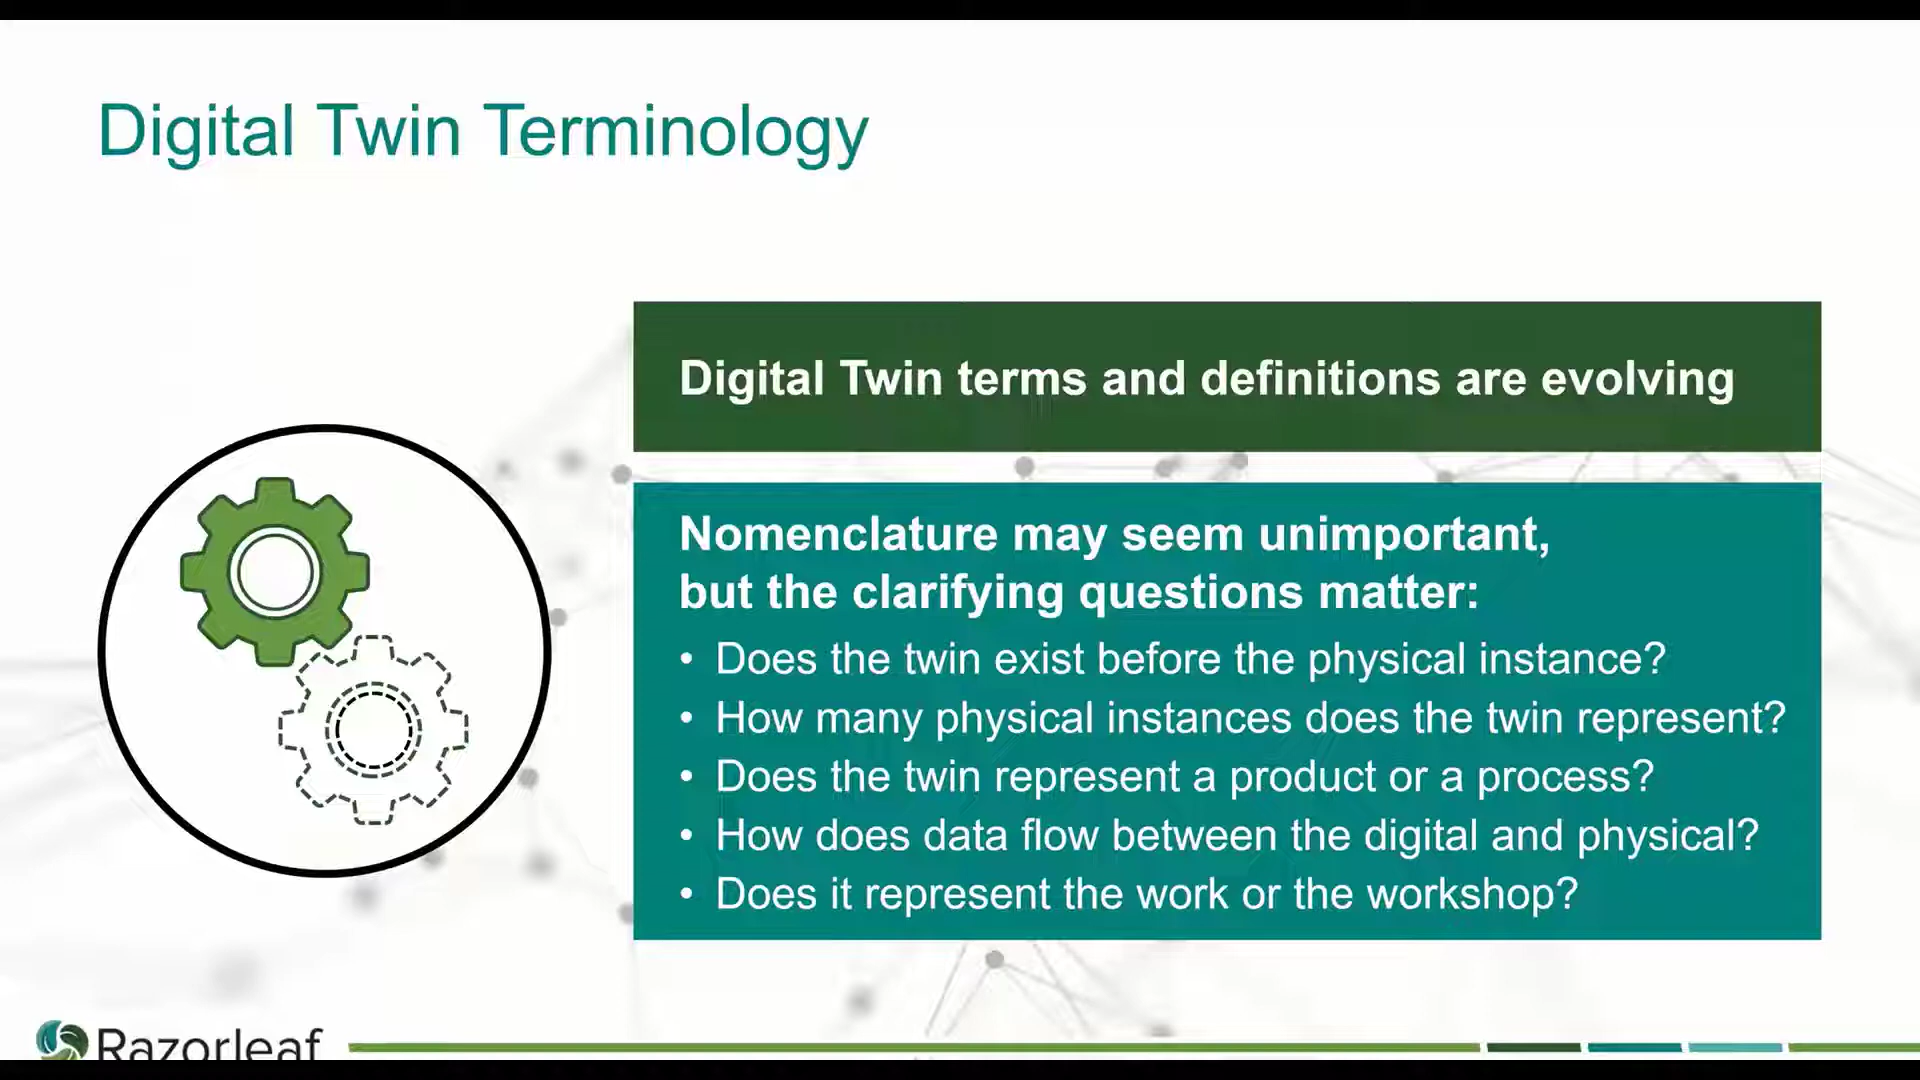 Digital Twin Terminology
Digital Twin terms and definitions are evolving
Nomenclature may seem unimportant,
but the clarifying questions matter:
• Does the twin exist before the physical instance?
• How many physical instances does the twin represent?
• Does the twin represent a product or a process?
• How does data flow between the digital and physical?
• Does it represent the work or the workshop?
Razorleaf